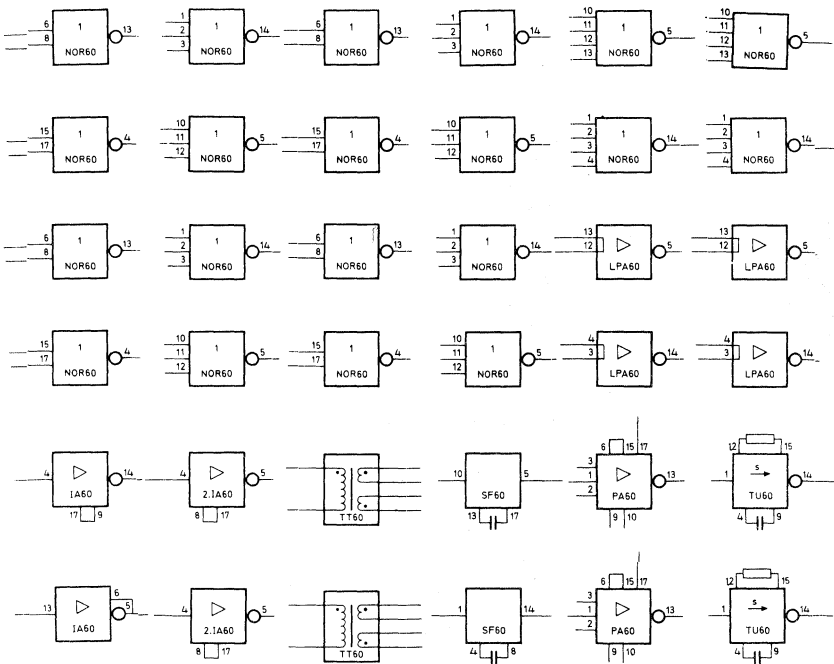 6 8 1 NOR60 13
1 2 3 1 NOR60 14
6 8 1 NOR60 13
1 2 3 1 NOR60 14
10 11 12 13 1 NOR60 5
10 11 12 13 1 NOR60 5
15 17 1 NOR60 4
10 11 12 1 NOR60 5
15 17 1 NOR60 4
10 11 12 1 NOR60 5
1 2 3 4 1 NOR60 14
1 2 3 4 1 NOR60 14
6 8 1 NOR60 13
1 2 3 1 NOR60 14
6 8 1 NOR60 13
1 2 3 1 NOR60 14
13 12 LPA60 5
13 12 LPA60 5
15 17 1 NOR60 4
10 11 12 1 NOR60 5
15 17 1 NOR60 4
10 11 12 1 NOR60 5
4 3 LPA60 14
4 3 LPA60 14
4 IA60 14 17 9
4 2.IA60 5 8 17
TT60
10 SF60 5 13 17
6 15 17 3 1 2 PA60 13 9 10
1,2 15 1 s TU60 14 4 9
13 IA60 6 5
4 2.IA60 5 8 17
TT60
1 SF60 14 4 8
6 15 17 3 1 2 PA60 13 9 10
1,2 15 1 s TU60 14 4 9